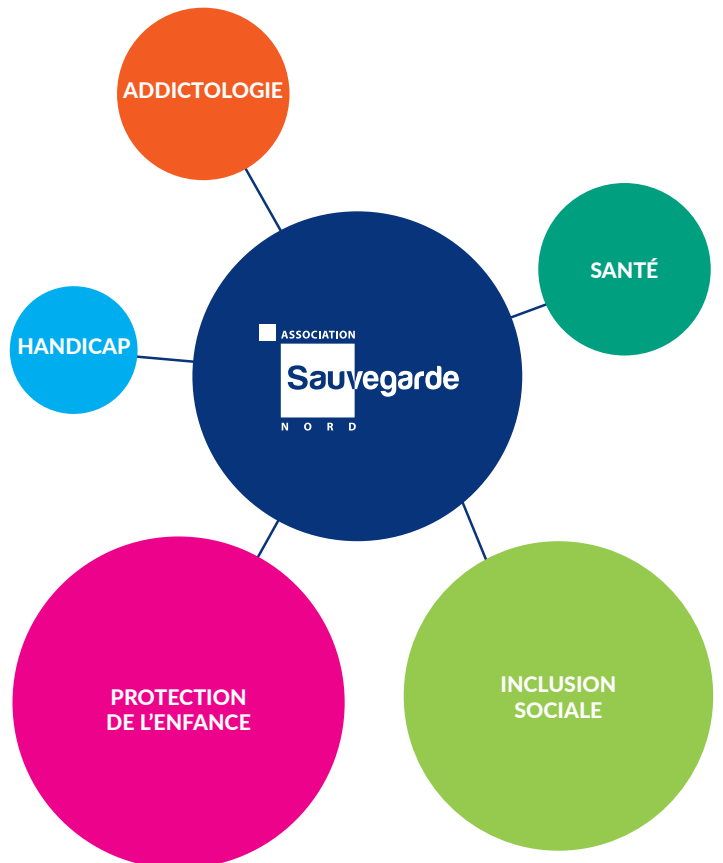 ADDICTOLOGIE
SANTÉ
HANDICAP
ASSOCIATION
Sauvegarde
NORD
PROTECTION
DE L'ENFANCE
INCLUSION
SOCIALE